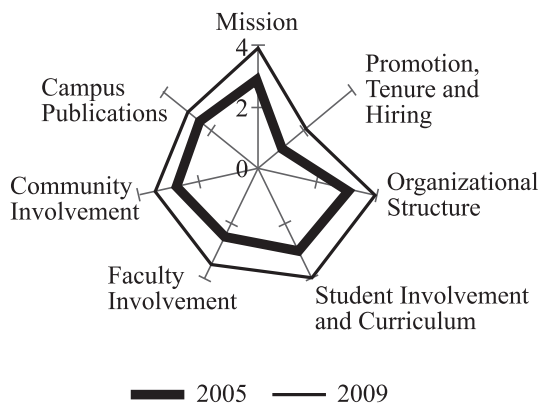 Mission
4
2
0
Promotion,
Tenure and
Hiring
Campus
Publications
Organizational
Structure
Community
Involvement
Faculty
Involvement
Student Involvement
and Curriculum
2005
2009